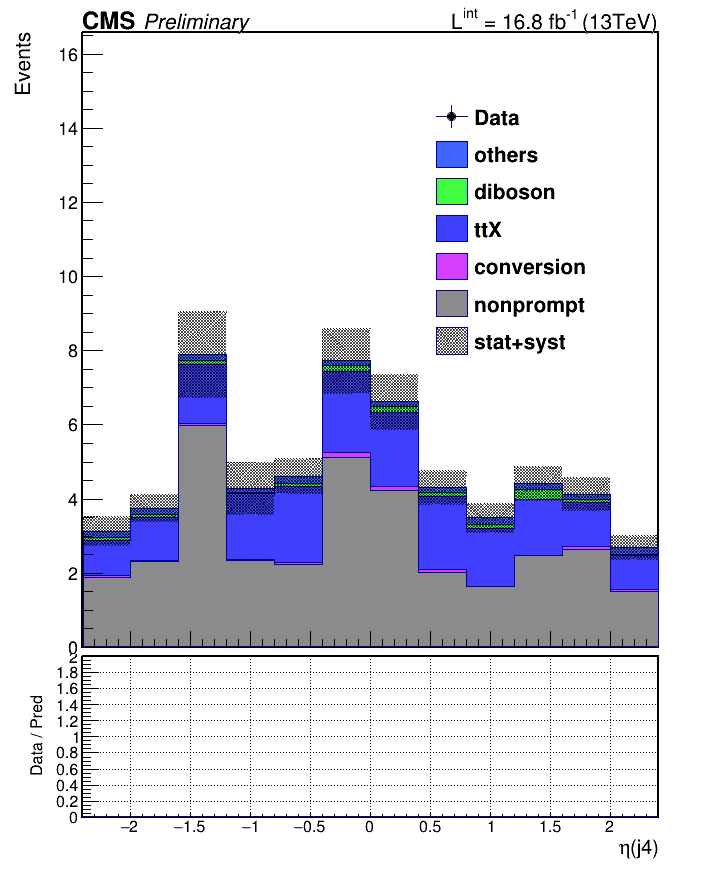 CMS Preliminary
L^int = 16.8 fb^-1 (13TeV)
Events
16
14
12
10
8
6
4
2
0
Data
others
diboson
ttX
conversion
nonprompt
stat+syst
Data / Pred
2
1.8
1.6
1.4
1.2
1
0.8
0.6
0.4
0.2
0
−2 −1.5 −1 −0.5 0 0.5 1 1.5 2
η(j4)